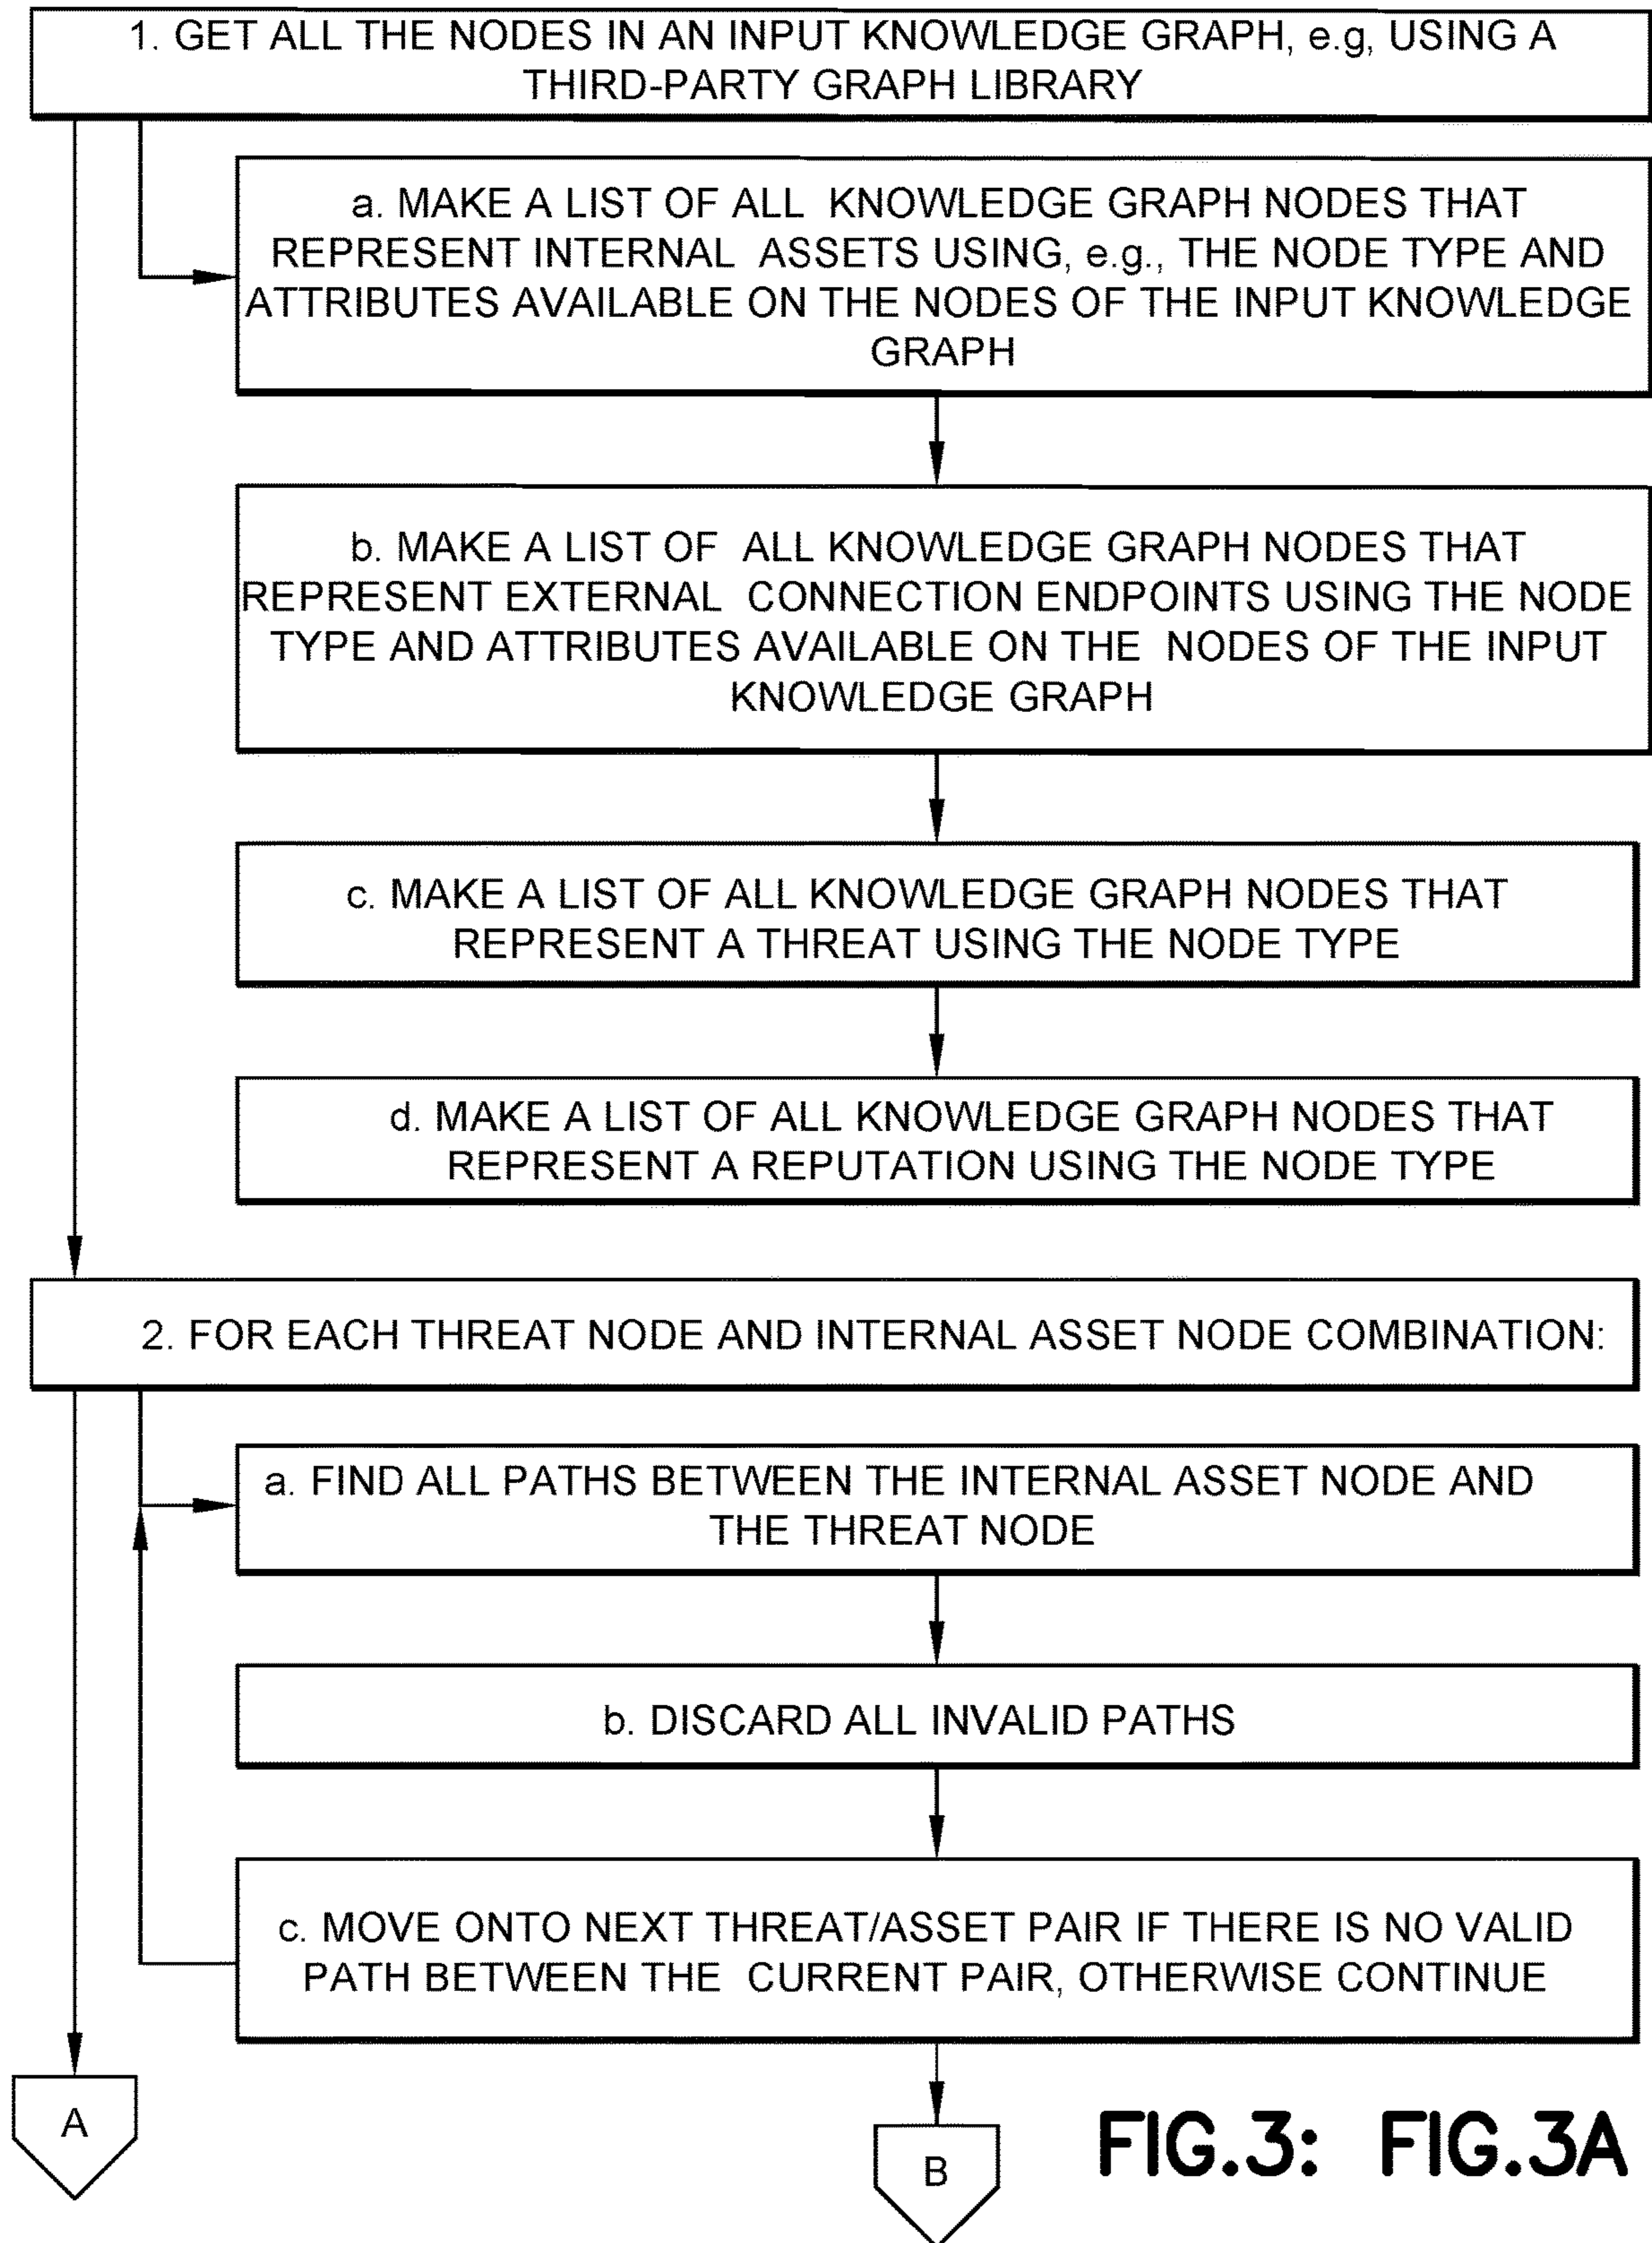 1. GET ALL THE NODES IN AN INPUT KNOWLEDGE GRAPH, e.g, USING A
THIRD-PARTY GRAPH LIBRARY
a. MAKE A LIST OF ALL KNOWLEDGE GRAPH NODES THAT
REPRESENT INTERNAL ASSETS USING, e.g., THE NODE TYPE AND
ATTRIBUTES AVAILABLE ON THE NODES OF THE INPUT KNOWLEDGE
GRAPH
b. MAKE A LIST OF ALL KNOWLEDGE GRAPH NODES THAT
REPRESENT EXTERNAL CONNECTION ENDPOINTS USING THE NODE
TYPE AND ATTRIBUTES AVAILABLE ON THE NODES OF THE INPUT
KNOWLEDGE GRAPH
c. MAKE A LIST OF ALL KNOWLEDGE GRAPH NODES THAT
REPRESENT A THREAT USING THE NODE TYPE
d. MAKE A LIST OF ALL KNOWLEDGE GRAPH NODES THAT
REPRESENT A REPUTATION USING THE NODE TYPE
2. FOR EACH THREAT NODE AND INTERNAL ASSET NODE COMBINATION:
a. FIND ALL PATHS BETWEEN THE INTERNAL ASSET NODE AND
THE THREAT NODE
b. DISCARD ALL INVALID PATHS
c. MOVE ONTO NEXT THREAT/ASSET PAIR IF THERE IS NO VALID
PATH BETWEEN THE CURRENT PAIR, OTHERWISE CONTINUE
A
B
FIG.3: FIG.3A